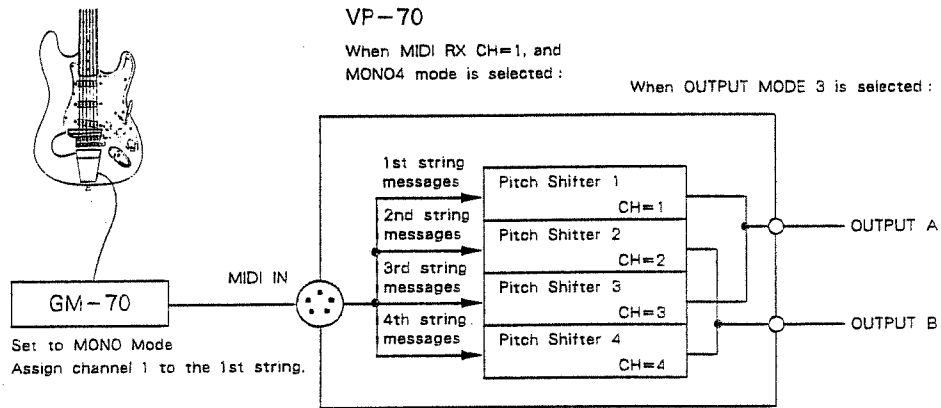 VP-70
When MIDI RX CH=1, and
MONO4 mode is selected :
When OUTPUT MODE 3 is selected :
1st string
messages
Pitch Shifter 1
CH=1
2nd string
messages
Pitch Shitter 2
CH=2
OUTPUT A
MIDI IN
3rd string
messages
Pitch Shifter 3
CH=3
GM-70
4th string
messages
Pitch Shifter 4
CH=4
OUTPUT B
Set to MONO Mode
Assign channel 1 to the 1st string.